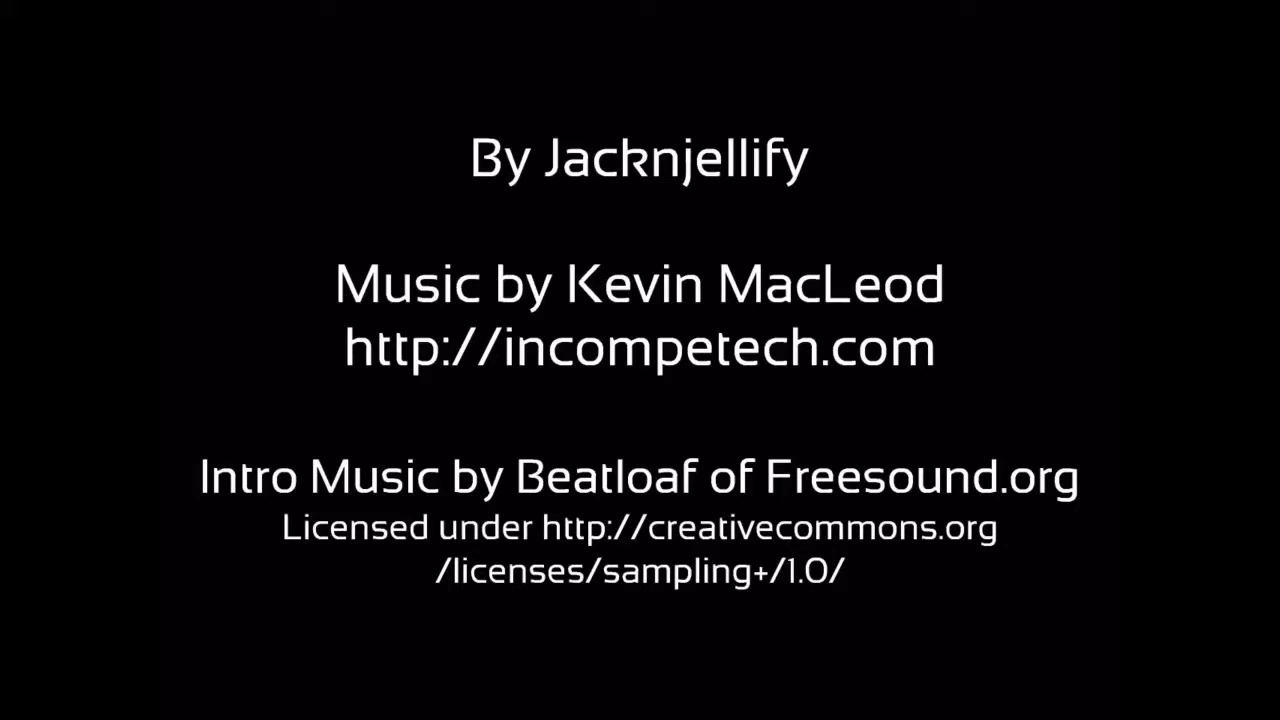 By Jacknjellify
Music by Kevin MacLeod
http://incompetech.com
Intro Music by Beatloaf of Freesound.org
Licensed under http://creativecommons.org
/licenses/sampling+/1.0/